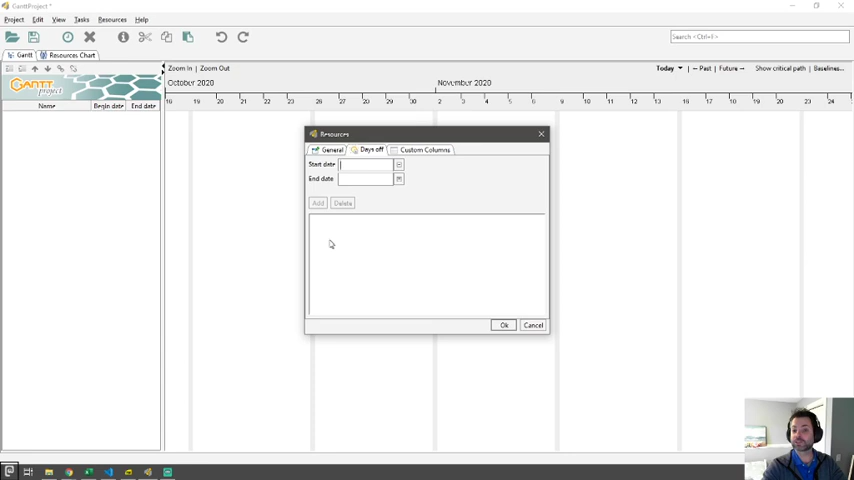 GanttProject *
Project Edit View Tasks Resources Help
Search <Ctrl+F>
Gantt Resources Chart
Zoom In | Zoom Out
Today | ← Past | Future → Show critical path | Baselines...
GANTT project
October 2020 November 2020
Name Begin date End date
16 19 20 21 22 23 26 27 28 29 30 2 3 4 5 6 9 10 11 12 13 16 17 18 19 20 23 24
Resources
General Days off Custom Columns
Start date
End date
Add Delete
Ok Cancel